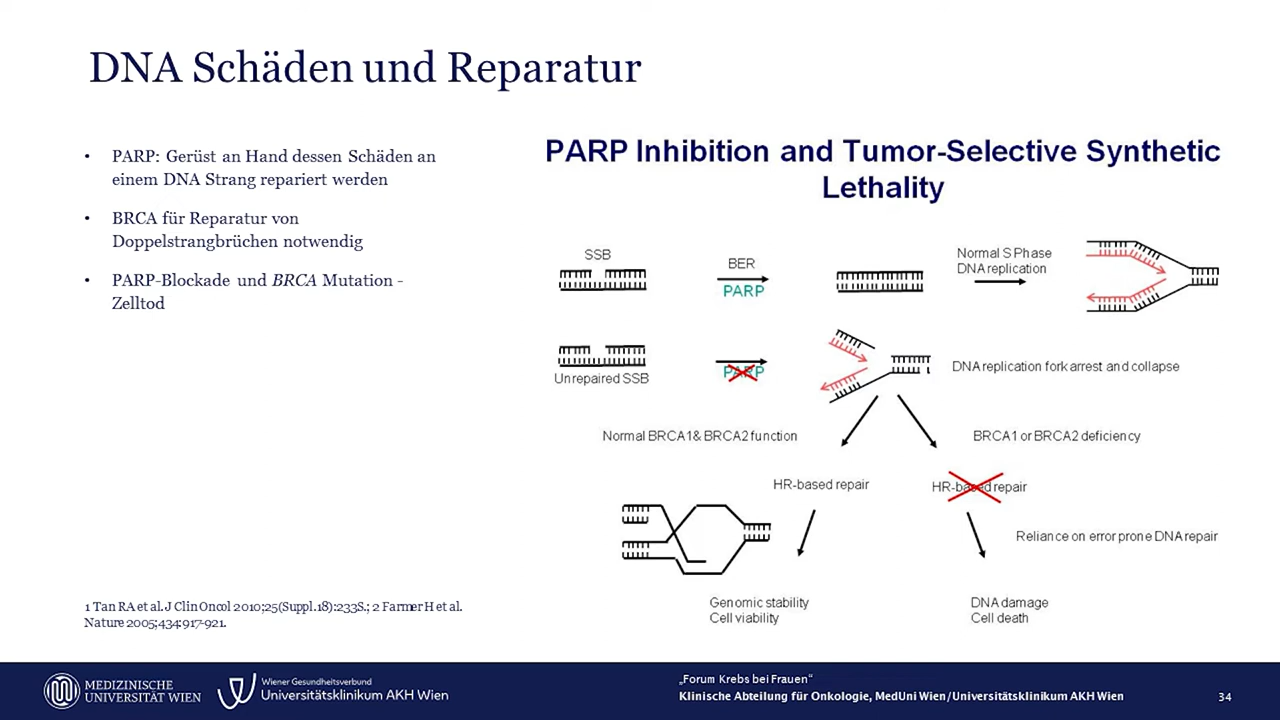 DNA Schäden und Reparatur
• PARP: Gerüst an Hand dessen Schäden an
einem DNA Strang repariert werden
• BRCA für Reparatur von
Doppelstrangbrüchen notwendig
• PARP-Blockade und BRCA Mutation -
Zelltod
PARP Inhibition and Tumor-Selective Synthetic
Lethality
SSB
BER
PARP
Normal S Phase
DNA replication
Unrepaired SSB
PARP
DNA replication fork arrest and collapse
Normal BRCA1& BRCA2 function
BRCA1 or BRCA2 deficiency
HR-based repair
HR-based repair
Reliance on error prone DNA repair
Genomic stability
Cell viability
DNA damage
Cell death
1 Tan RA et al. J Clin Oncol 2010;25(Suppl.18):233S.; 2 Farmer H et al.
Nature 2005;434:917-921.
MEDIZINISCHE
UNIVERSITÄT WIEN
Wiener Gesundheitsverbund
Universitätsklinikum AKH Wien
„Forum Krebs bei Frauen“
Klinische Abteilung für Onkologie, MedUni Wien/Universitätsklinikum AKH Wien
34